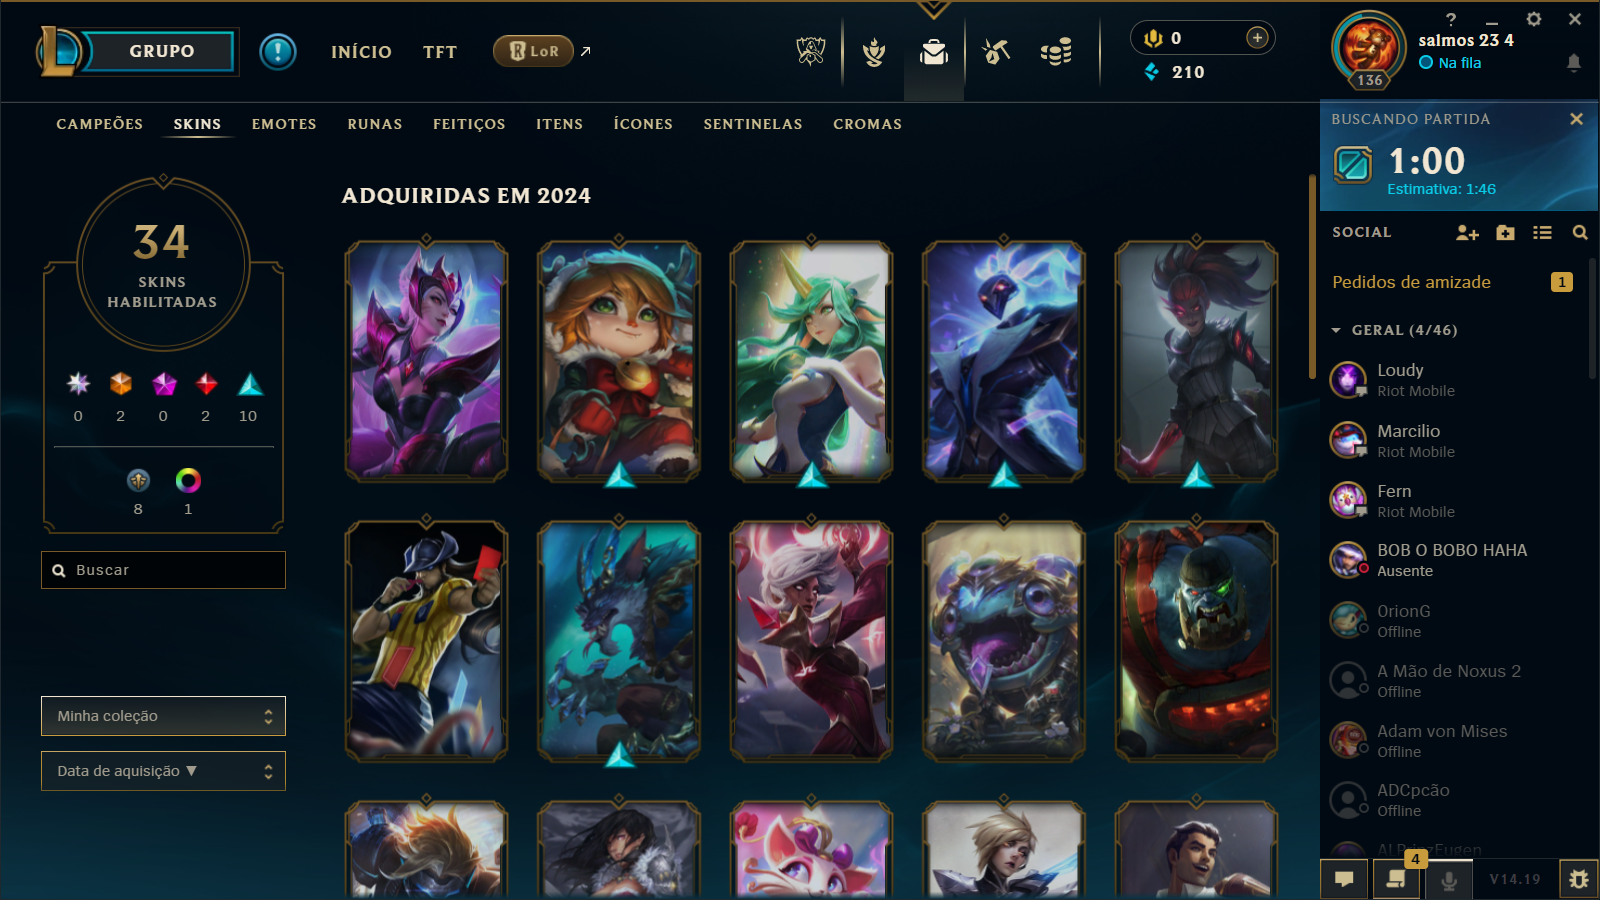 GRUPO
INÍCIO
TFT
LoR
0
210
136
salmos 23 4
Na fila
CAMPEÕES
SKINS
EMOTES
RUNAS
FEITIÇOS
ITENS
ÍCONES
SENTINELAS
CROMAS
BUSCANDO PARTIDA
1:00
Estimativa: 1:46
34
SKINS
HABILITADAS
0 2 0 2 10
8 1
Buscar
Minha coleção
Data de aquisição ▼
ADQUIRIDAS EM 2024
SOCIAL
Pedidos de amizade 1
GERAL (4/46)
Loudy
Riot Mobile
Marcilio
Riot Mobile
Fern
Riot Mobile
BOB O BOBO HAHA
Ausente
0rionG
Offline
A Mão de Noxus 2
Offline
Adam von Mises
Offline
ADCpcão
Offline
4
V14.19